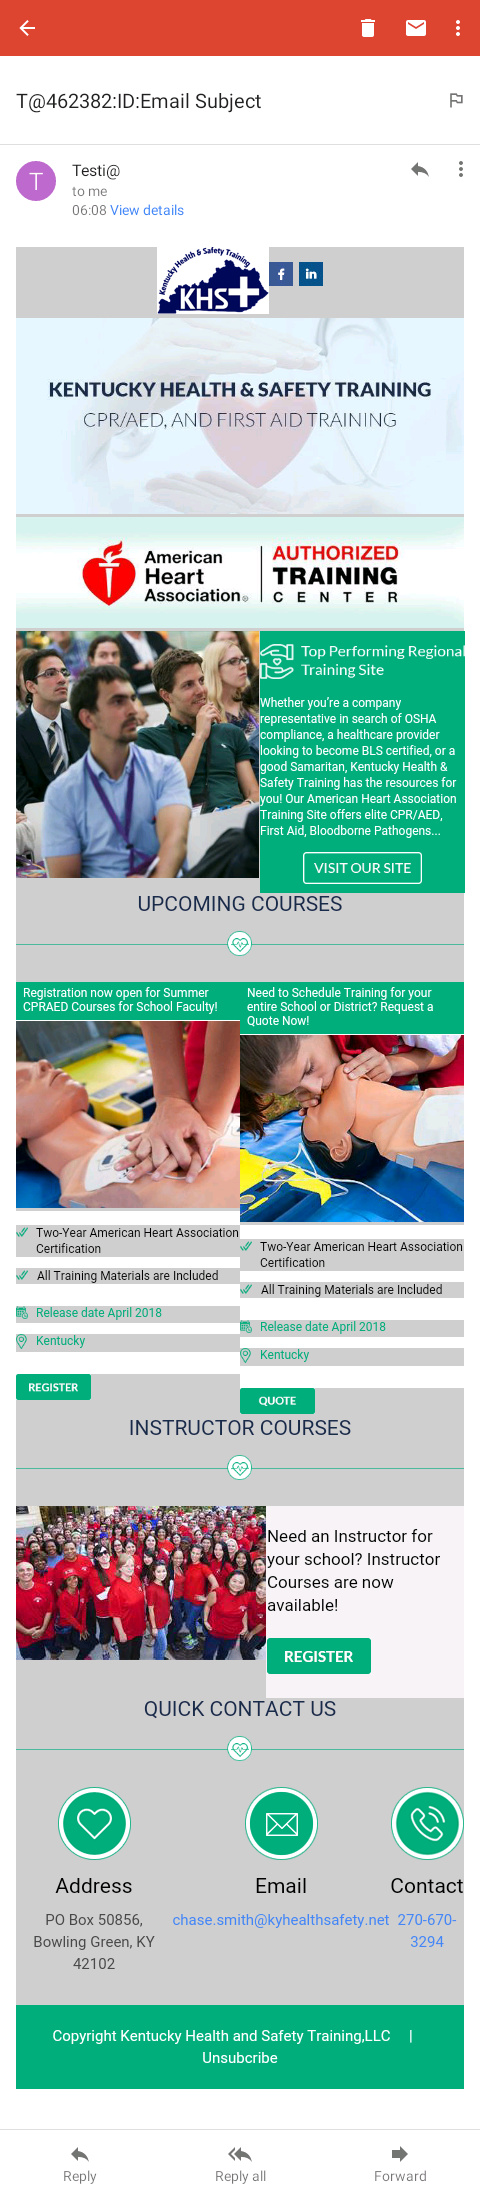 T@462382:ID:Email Subject
T
Testi@
to me
06:08 View details
Kentucky Health & Safety Training
KHS
f in
KENTUCKY HEALTH & SAFETY TRAINING
CPR/AED, AND FIRST AID TRAINING
American
Heart
Association®
AUTHORIZED
TRAINING
CENTER
Top Performing Regional
Training Site
Whether you're a company
representative in search of OSHA
compliance, a healthcare provider
looking to become BLS certified, or a
good Samaritan, Kentucky Health &
Safety Training has the resources for
you! Our American Heart Association
Training Site offers elite CPR/AED,
First Aid, Bloodborne Pathogens...
VISIT OUR SITE
UPCOMING COURSES
Registration now open for Summer
CPRAED Courses for School Faculty!
Two-Year American Heart Association
Certification
All Training Materials are Included
Release date April 2018
Kentucky
REGISTER
Need to Schedule Training for your
entire School or District? Request a
Quote Now!
Two-Year American Heart Association
Certification
All Training Materials are Included
Release date April 2018
Kentucky
QUOTE
INSTRUCTOR COURSES
Need an Instructor for
your school? Instructor
Courses are now
available!
REGISTER
QUICK CONTACT US
Address
PO Box 50856,
Bowling Green, KY
42102
Email
chase.smith@kyhealthsafety.net
Contact
270-670-
3294
Copyright Kentucky Health and Safety Training,LLC |
Unsubcribe
Reply
Reply all
Forward